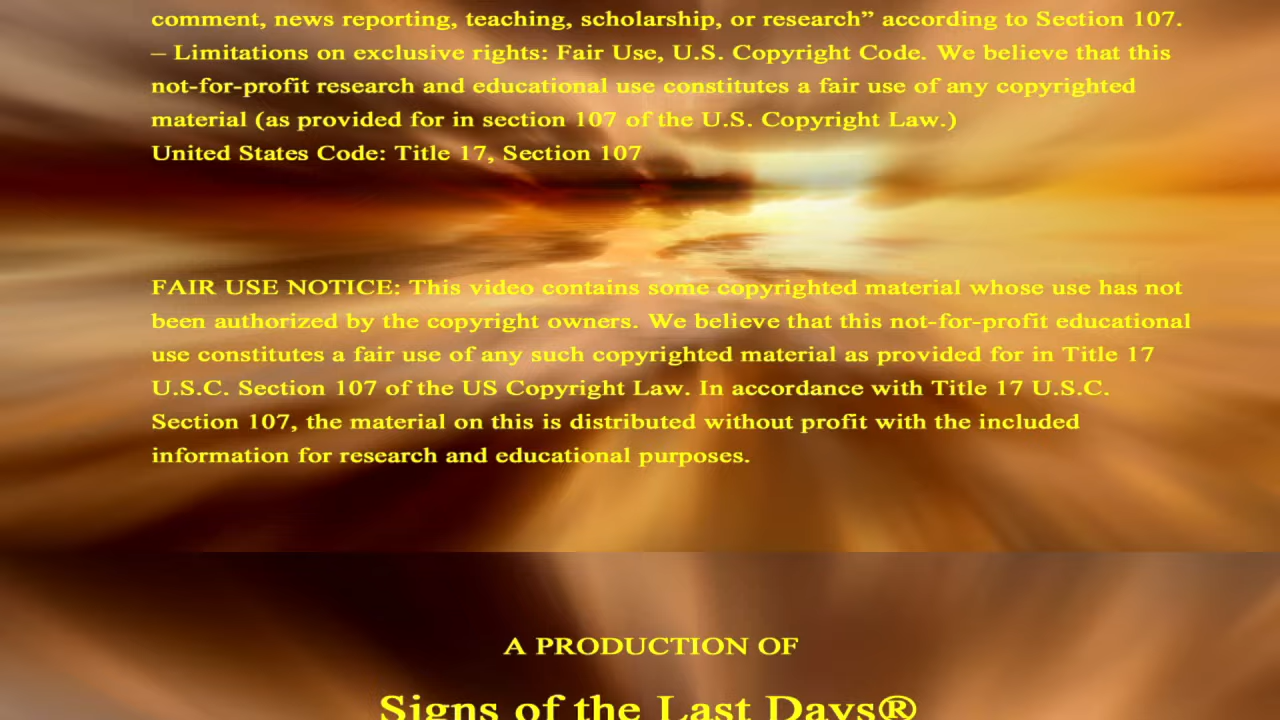 comment, news reporting, teaching, scholarship, or research” according to Section 107.
– Limitations on exclusive rights: Fair Use, U.S. Copyright Code. We believe that this
not-for-profit research and educational use constitutes a fair use of any copyrighted
material (as provided for in section 107 of the U.S. Copyright Law.)
United States Code: Title 17, Section 107
FAIR USE NOTICE: This video contains some copyrighted material whose use has not
been authorized by the copyright owners. We believe that this not-for-profit educational
use constitutes a fair use of any such copyrighted material as provided for in Title 17
U.S.C. Section 107 of the US Copyright Law. In accordance with Title 17 U.S.C.
Section 107, the material on this is distributed without profit with the included
information for research and educational purposes.
A PRODUCTION OF
Signs of the Last Days®